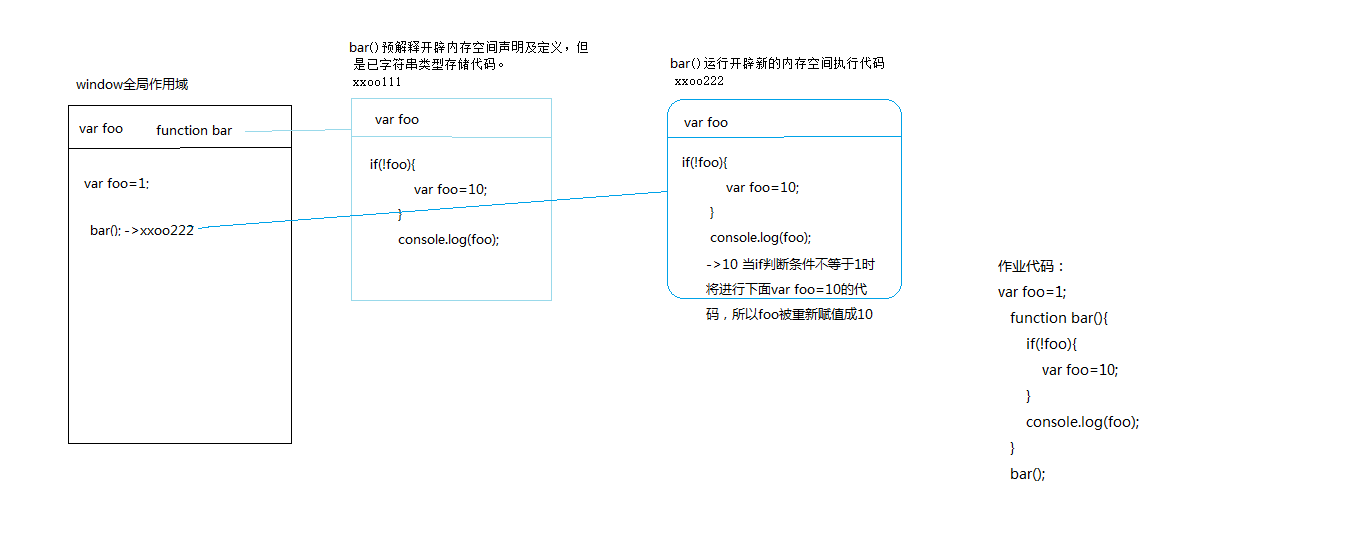 window全局作用域
var foo
function bar
var foo=1;
bar(); ->xxoo222
bar()预解释开辟内存空间声明及定义，但
是已字符串类型存储代码。
xxoo111
var foo
if(!foo){
var foo=10;
}
console.log(foo);
bar()运行开辟新的内存空间执行代码
xxoo222
var foo
if(!foo){
var foo=10;
}
console.log(foo);
->10 当if判断条件不等于1时
将进行下面var foo=10的代
码，所以foo被重新赋值成10
作业代码：
var foo=1;
function bar(){
if(!foo){
var foo=10;
}
console.log(foo);
}
bar();